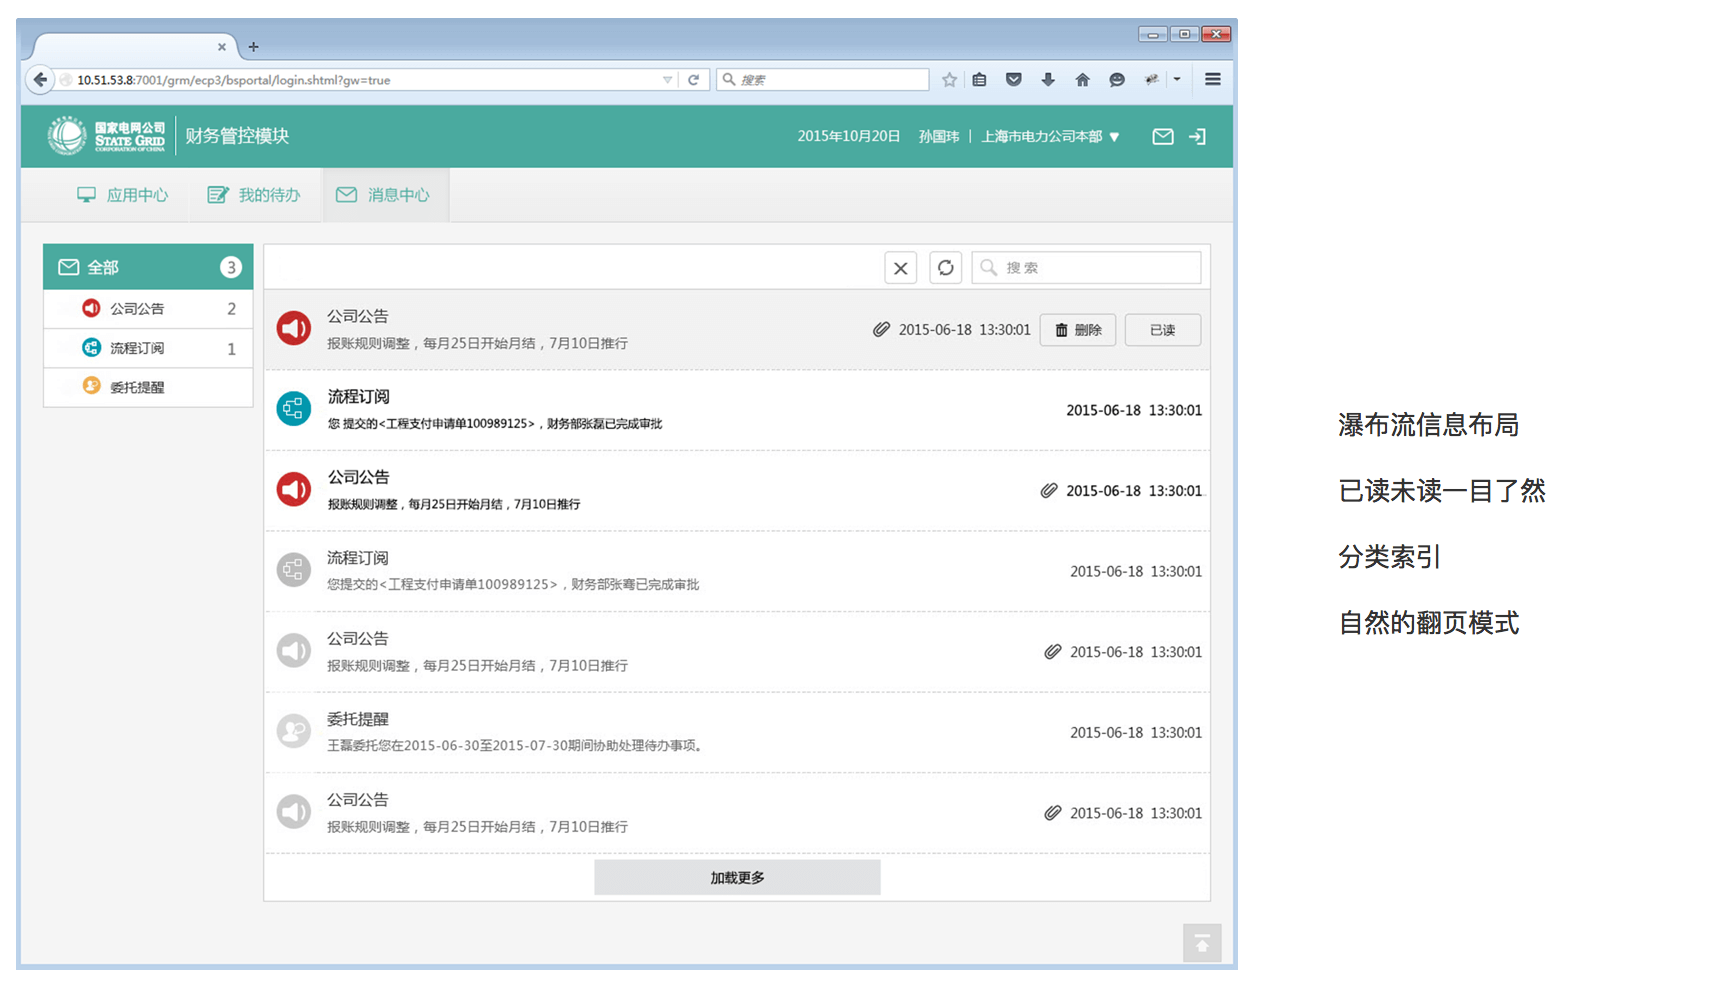 10.51.53.8:7001/grm/ecp3/bsportal/login.shtml?gw=true
搜索
国家电网公司
STATE GRID
CORPORATION OF CHINA
财务管控模块
2015年10月20日 孙国玮 | 上海市电力公司本部
应用中心
我的待办
消息中心
全部 3
公司公告 2
流程订阅 1
委托提醒
搜 索
公司公告
报账规则调整，每月25日开始月结，7月10日推行
2015-06-18 13:30:01
删除
已读
流程订阅
您 提交的<工程支付申请单100989125>，财务部张磊已完成审批
2015-06-18 13:30:01
公司公告
报账规则调整，每月25日开始月结，7月10日推行
2015-06-18 13:30:01
流程订阅
您提交的<工程支付申请单100989125>，财务部张骞已完成审批
2015-06-18 13:30:01
公司公告
报账规则调整，每月25日开始月结，7月10日推行
2015-06-18 13:30:01
委托提醒
王磊委托您在2015-06-30至2015-07-30期间协助处理待办事项。
2015-06-18 13:30:01
公司公告
报账规则调整，每月25日开始月结，7月10日推行
2015-06-18 13:30:01
加载更多
瀑布流信息布局
已读未读一目了然
分类索引
自然的翻页模式